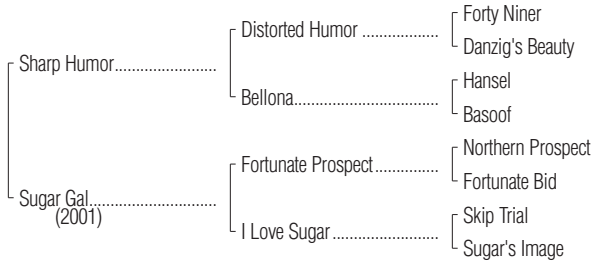 Forty Niner
Distorted Humor ..................
Danzig's Beauty
Sharp Humor........................
Hansel
Bellona..................................
Basoof
Northern Prospect
Fortunate Prospect...............
Fortunate Bid
Sugar Gal..............................
(2001)
Skip Trial
I Love Sugar .........................
Sugar's Image